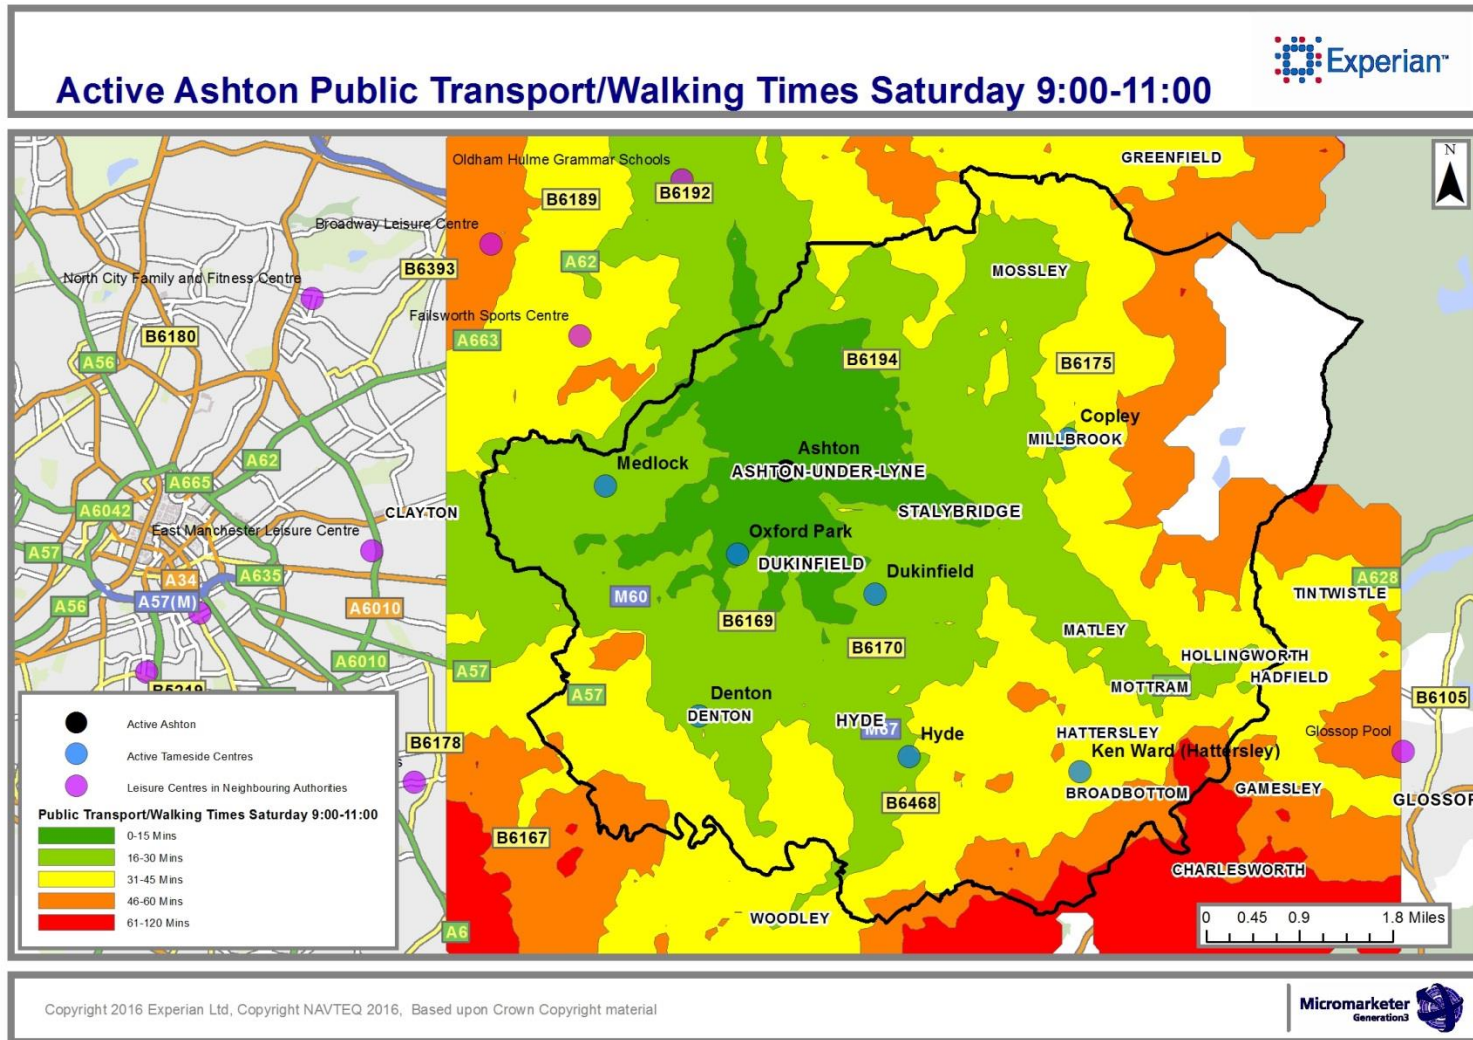 Experian™
Active Ashton Public Transport/Walking Times Saturday 9:00-11:00
GREENFIELD
N
Oldham Hulme Grammar Schools
B6192
B6189
Broadway Leisure Centre
A62
B6393
MOSSLEY
North City Family and Fitness Centre
Failsworth Sports Centre
B6180
A663
A56
B6194
B6175
Copley
MILLBROOK
Ashton
ASHTON-UNDER-LYNE
Medlock
A62
A665
A6042
CLAYTON
STALYBRIDGE
East Manchester Leisure Centre
Oxford Park
A57
DUKINFIELD
Dukinfield
A635
A34
A57(M)
A56
A6010
M60
A628
TINTWISTLE
B6169
MATLEY
B6170
A6010
HOLLINGWORTH
A57
HADFIELD
B5219
MOTTRAM
A57
Denton
DENTON
B6105
HYDE
M67
Hyde
HATTERSLEY
Glossop Pool
B6178
Ken Ward (Hattersley)
s
GAMESLEY
BROADBOTTOM
B6468
GLOSSOP
B6167
CHARLESWORTH
WOODLEY
A6
Active Ashton
Active Tameside Centres
Leisure Centres in Neighbouring Authorities
Public Transport/Walking Times Saturday 9:00-11:00
0-15 Mins
16-30 Mins
31-45 Mins
46-60 Mins
61-120 Mins
0 0.45 0.9 1.8 Miles
Copyright 2016 Experian Ltd, Copyright NAVTEQ 2016, Based upon Crown Copyright material
Micromarketer
Generation3